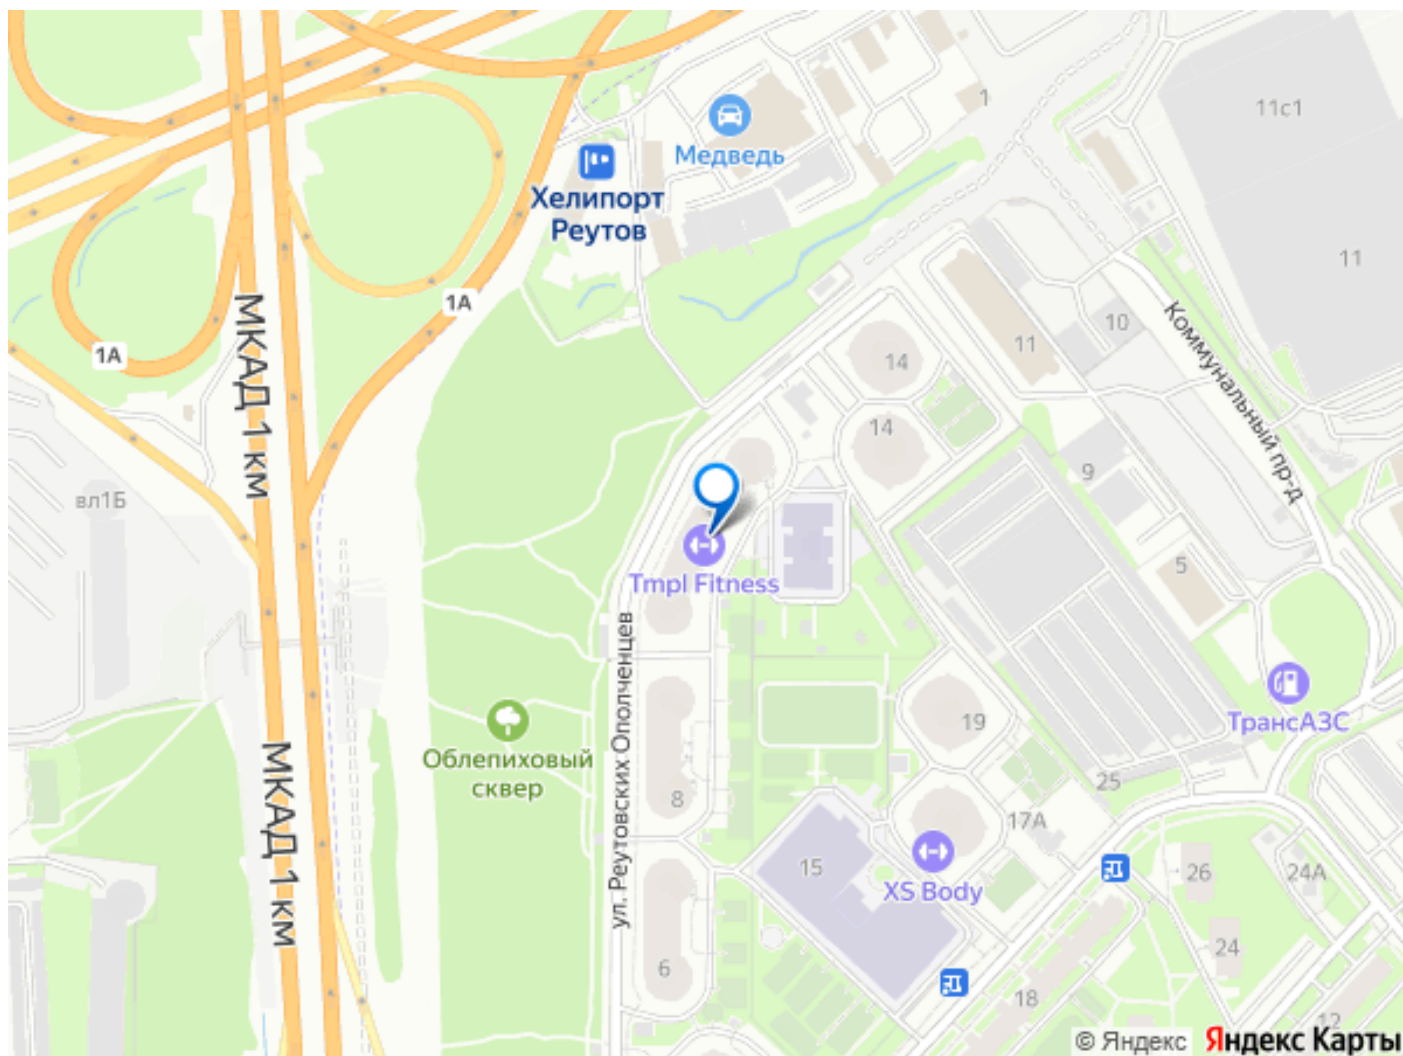 1
11с1
Медведь
Хелипорт
Реутов
11
1А
10
Коммунальный пр-д
МКАД 1 км
11
1А
14
14
9
вл1Б
Tmpl Fitness
5
ул. Реутовских Ополченцев
ТрансАЗС
19
Облепиховый
сквер
МКАД 1 км
25
8
17А
15
XS Body
26
24А
24
6
18
12
© Яндекс
Яндекс Карты